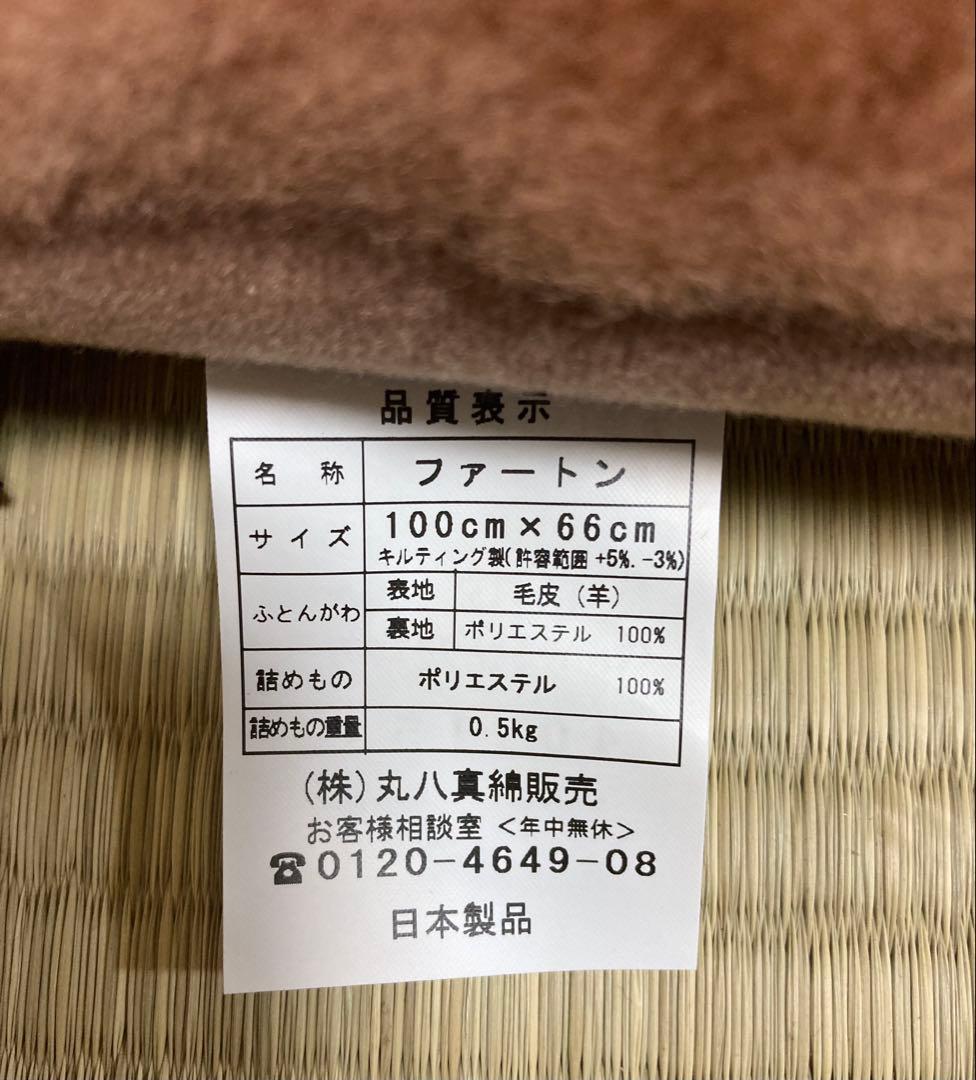 品質表示
名称 ファートン
サイズ 100cm×66cm
キルティング製(許容範囲 +5%.-3%)
ふとんがわ 表地 毛皮（羊）
裏地 ポリエステル 100%
詰めもの ポリエステル 100%
詰めもの重量 0.5kg
(株)丸八真綿販売
お客様相談室 <年中無休>
☎0120-4649-08
日本製品